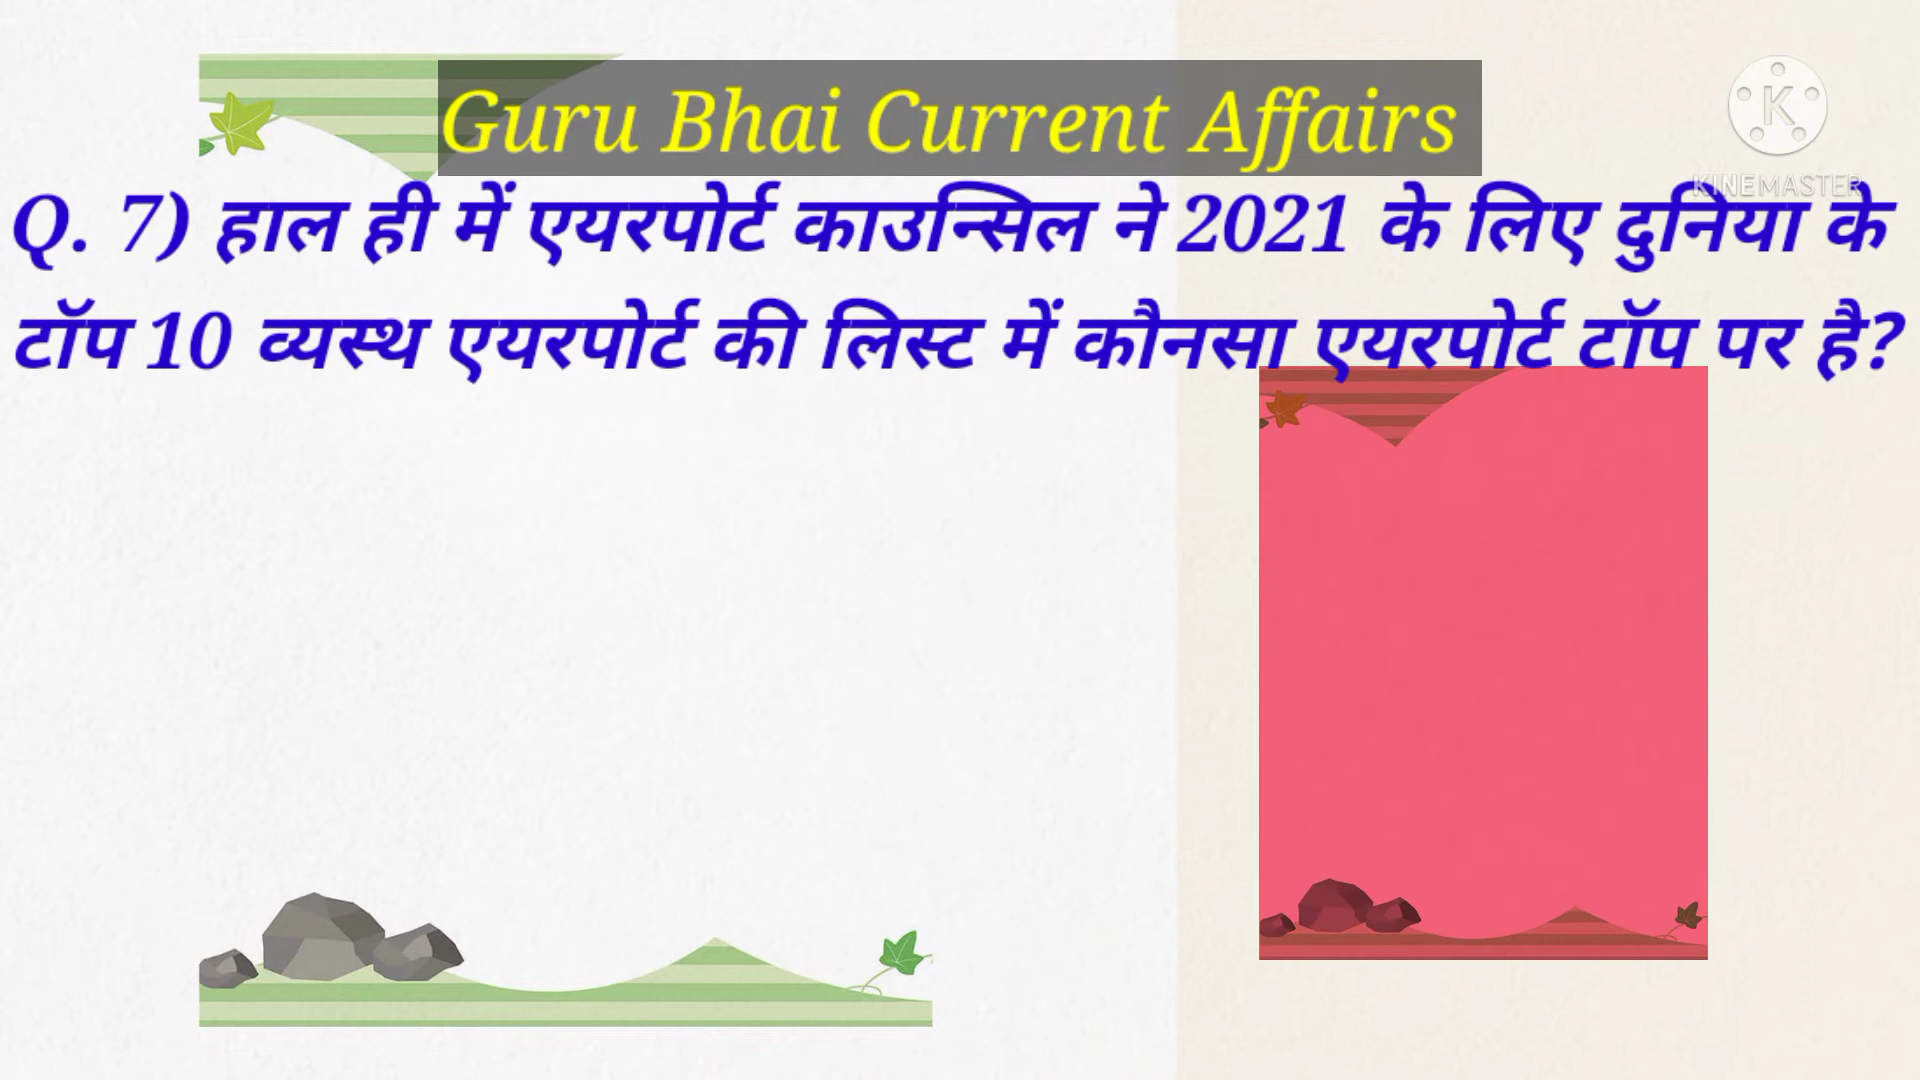 Guru Bhai Current Affairs
K
KINEMASTER
Q. 7) हाल ही में एयरपोर्ट काउन्सिल ने 2021 के लिए दुनिया के
टॉप 10 व्यस्थ एयरपोर्ट की लिस्ट में कौनसा एयरपोर्ट टॉप पर है?